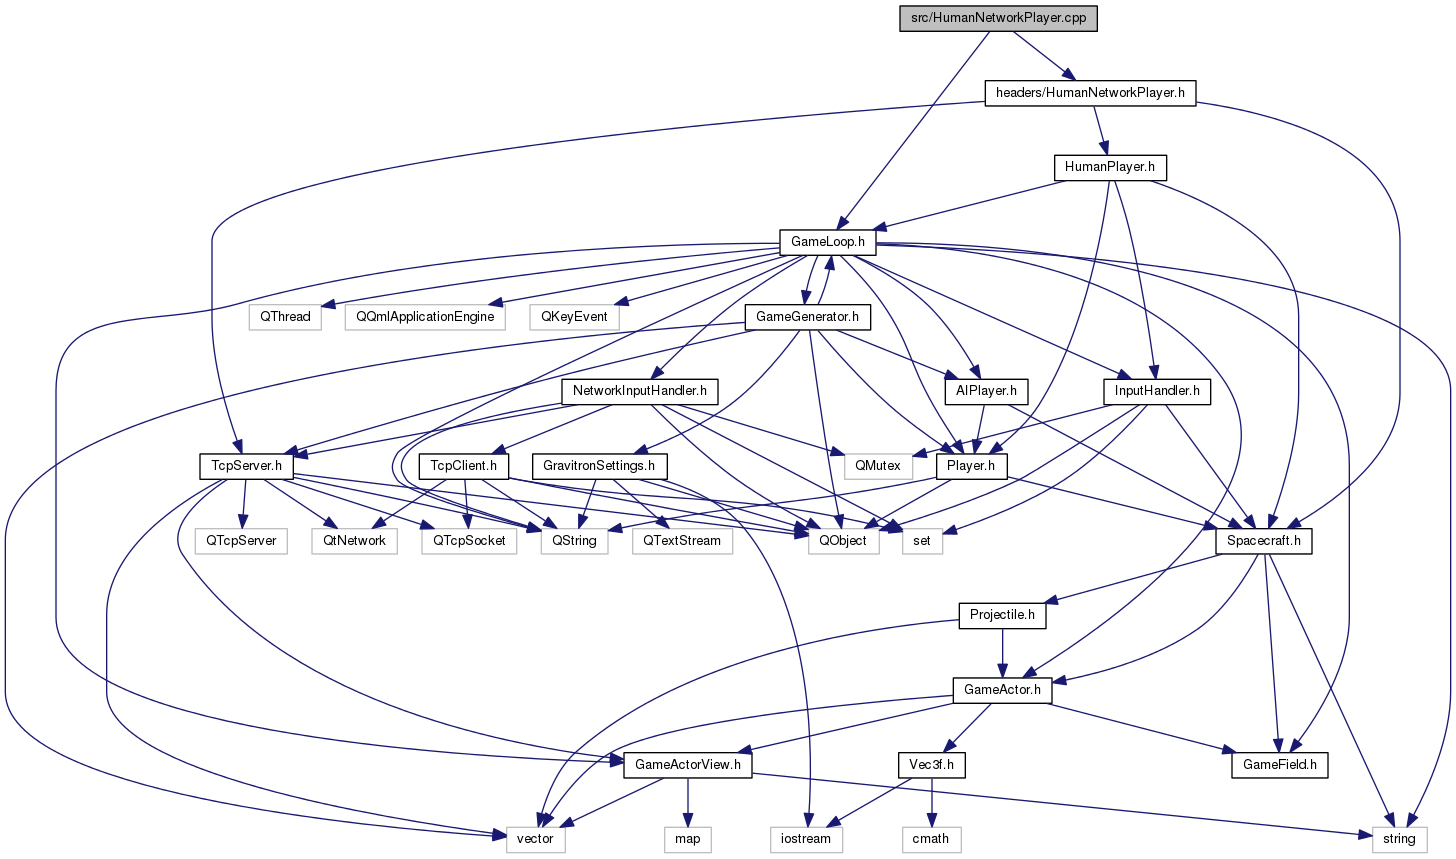 src/HumanNetworkPlayer.cpp
headers/HumanNetworkPlayer.h
HumanPlayer.h
GameLoop.h
QThread
QQmlApplicationEngine
QKeyEvent
GameGenerator.h
NetworkInputHandler.h
AIPlayer.h
InputHandler.h
TcpServer.h
TcpClient.h
GravitronSettings.h
QMutex
Player.h
QTcpServer
QtNetwork
QTcpSocket
QString
QTextStream
QObject
set
Spacecraft.h
Projectile.h
GameActor.h
GameActorView.h
Vec3f.h
GameField.h
vector
map
iostream
cmath
string